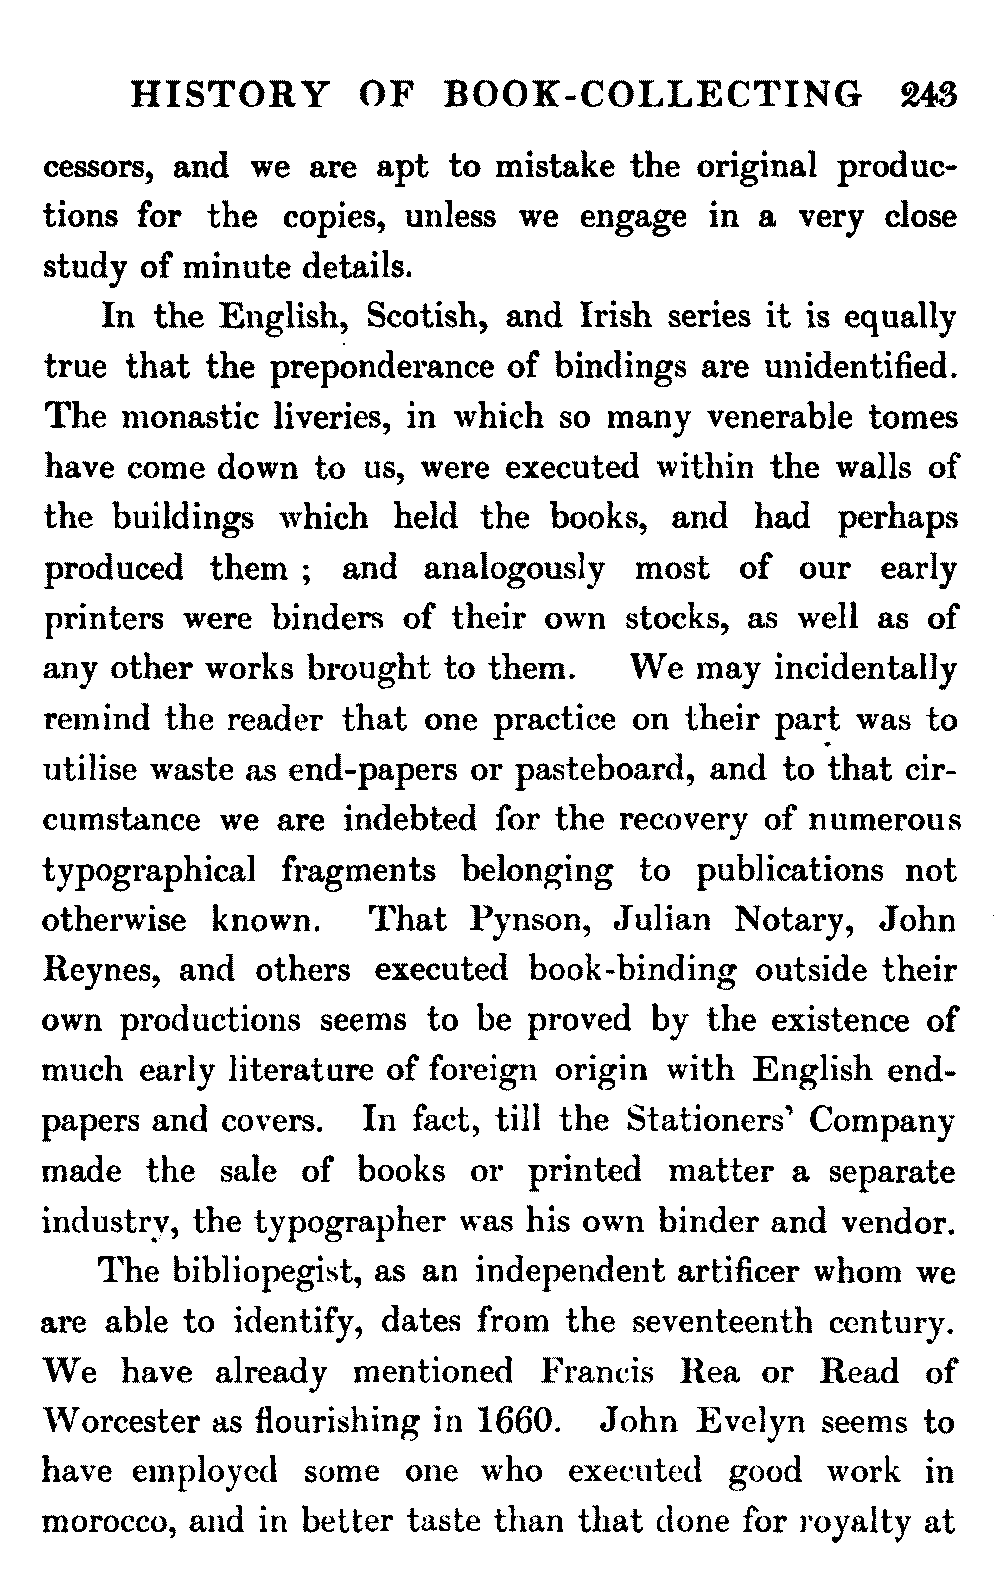 HISTORY OF BOOK-COLLECTING 243
cessors, and we are apt to mistake the original produc-
tions for the copies, unless we engage in a very close
study of minute details.
In the English, Scotish, and Irish series it is equally
true that the preponderance of bindings are unidentified.
The monastic liveries, in which so many venerable tomes
have come down to us, were executed within the walls of
the buildings which held the books, and had perhaps
produced them ; and analogously most of our early
printers were binders of their own stocks, as well as of
any other works brought to them. We may incidentally
remind the reader that one practice on their part was to
utilise waste as end-papers or pasteboard, and to that cir-
cumstance we are indebted for the recovery of numerous
typographical fragments belonging to publications not
otherwise known. That Pynson, Julian Notary, John
Reynes, and others executed book-binding outside their
own productions seems to be proved by the existence of
much early literature of foreign origin with English end-
papers and covers. In fact, till the Stationers' Company
made the sale of books or printed matter a separate
industry, the typographer was his own binder and vendor.
The bibliopegist, as an independent artificer whom we
are able to identify, dates from the seventeenth century.
We have already mentioned Francis Rea or Read of
Worcester as flourishing in 1660. John Evelyn seems to
have employed some one who executed good work in
morocco, and in better taste than that done for royalty at